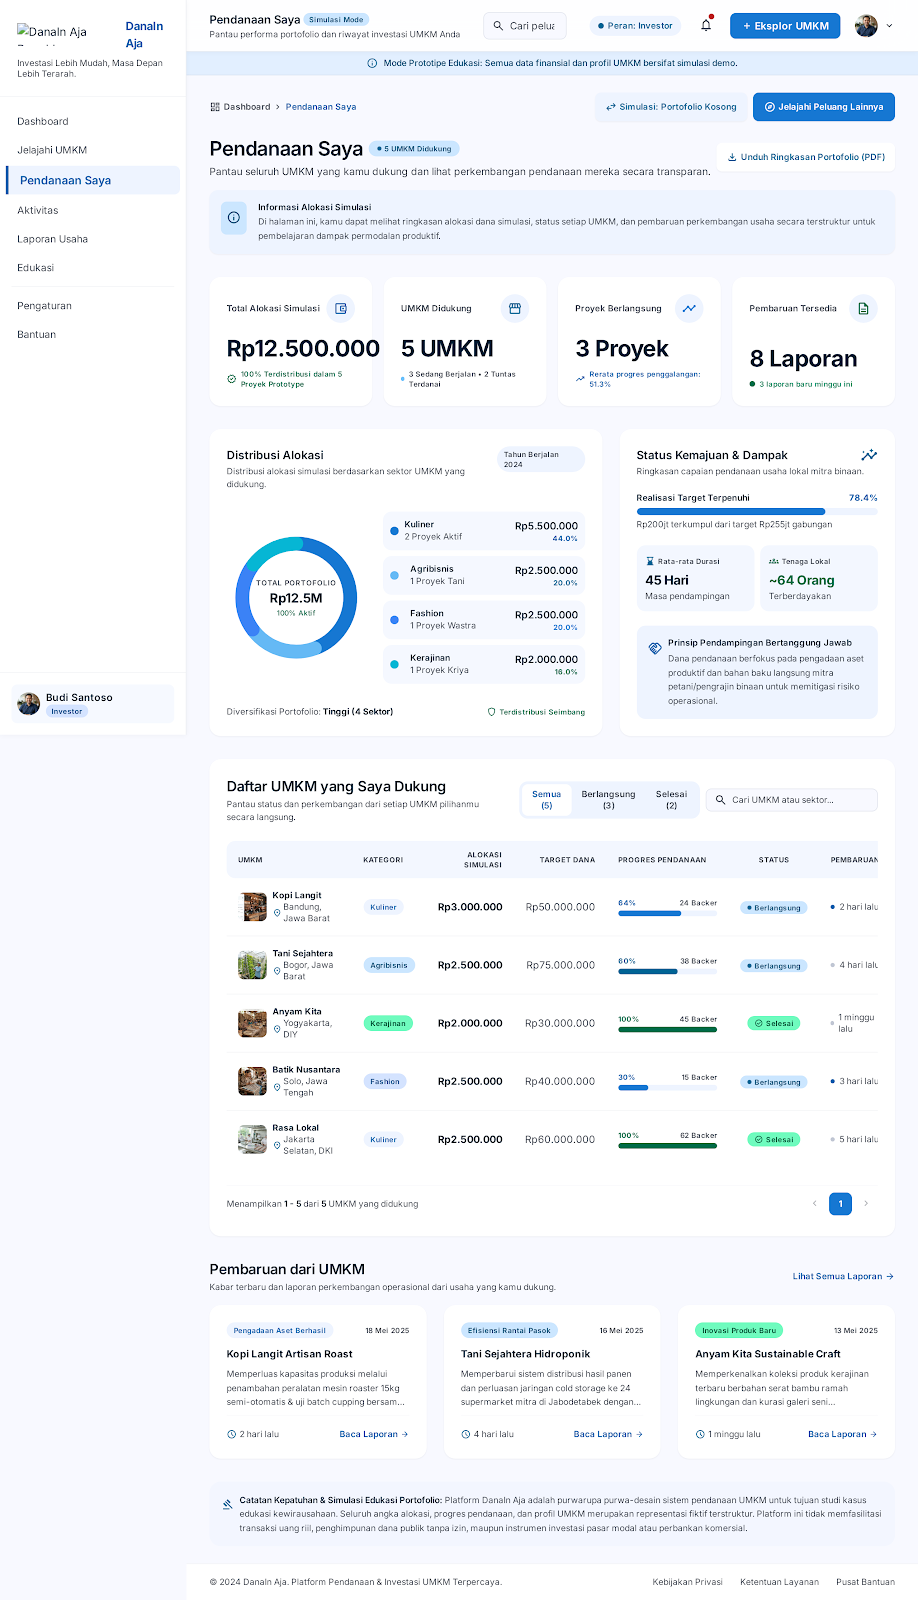 DanaIn Aja
DanaIn
Aja
Investasi Lebih Mudah, Masa Depan
Lebih Terarah.
Dashboard
Jelajahi UMKM
Pendanaan Saya
Aktivitas
Laporan Usaha
Edukasi
Pengaturan
Bantuan
Budi Santoso
Investor
Pendanaan Saya Simulasi Mode
Pantau performa portofolio dan riwayat investasi UMKM Anda
Cari pelua
Peran: Investor
+ Eksplor UMKM
Mode Prototipe Edukasi: Semua data finansial dan profil UMKM bersifat simulasi demo.
Dashboard > Pendanaan Saya
Simulasi: Portofolio Kosong
Jelajahi Peluang Lainnya
Pendanaan Saya
5 UMKM Didukung
Pantau seluruh UMKM yang kamu dukung dan lihat perkembangan pendanaan mereka secara transparan.
Unduh Ringkasan Portofolio (PDF)
Informasi Alokasi Simulasi
Di halaman ini, kamu dapat melihat ringkasan alokasi dana simulasi, status setiap UMKM, dan pembaruan perkembangan usaha secara terstruktur untuk
pembelajaran dampak permodalan produktif.
Total Alokasi Simulasi
Rp12.500.000
100% Terdistribusi dalam 5
Proyek Prototype
UMKM Didukung
5 UMKM
3 Sedang Berjalan • 2 Tuntas
Terdanai
Proyek Berlangsung
3 Proyek
Rerata progres penggalangan:
51.3%
Pembaruan Tersedia
8 Laporan
3 laporan baru minggu ini
Distribusi Alokasi
Distribusi alokasi simulasi berdasarkan sektor UMKM yang
didukung.
Tahun Berjalan
2024
TOTAL PORTOFOLIO
Rp12.5M
100% Aktif
Kuliner
2 Proyek Aktif
Rp5.500.000
44.0%
Agribisnis
1 Proyek Tani
Rp2.500.000
20.0%
Fashion
1 Proyek Wastra
Rp2.500.000
20.0%
Kerajinan
1 Proyek Kriya
Rp2.000.000
16.0%
Diversifikasi Portofolio: Tinggi (4 Sektor)
Terdistribusi Seimbang
Status Kemajuan & Dampak
Ringkasan capaian pendanaan usaha lokal mitra binaan.
Realisasi Target Terpenuhi 78.4%
Rp200jt terkumpul dari target Rp255jt gabungan
Rata-rata Durasi
45 Hari
Masa pendampingan
Tenaga Lokal
~64 Orang
Terberdayakan
Prinsip Pendampingan Bertanggung Jawab
Dana pendanaan berfokus pada pengadaan aset
produktif dan bahan baku langsung mitra
petani/pengrajin binaan untuk memitigasi risiko
operasional.
Daftar UMKM yang Saya Dukung
Pantau status dan perkembangan dari setiap UMKM pilihanmu
secara langsung.
Semua
(5)
Berlangsung
(3)
Selesai
(2)
Cari UMKM atau sektor...
UMKM KATEGORI ALOKASI SIMULASI TARGET DANA PROGRES PENDANAAN STATUS PEMBARUAN
Kopi Langit
Bandung,
Jawa Barat
Kuliner Rp3.000.000 Rp50.000.000 64% 24 Backer Berlangsung 2 hari lalu
Tani Sejahtera
Bogor, Jawa
Barat
Agribisnis Rp2.500.000 Rp75.000.000 60% 38 Backer Berlangsung 4 hari lalu
Anyam Kita
Yogyakarta,
DIY
Kerajinan Rp2.000.000 Rp30.000.000 100% 45 Backer Selesai 1 minggu lalu
Batik Nusantara
Solo, Jawa
Tengah
Fashion Rp2.500.000 Rp40.000.000 30% 15 Backer Berlangsung 3 hari lalu
Rasa Lokal
Jakarta
Selatan, DKI
Kuliner Rp2.500.000 Rp60.000.000 100% 62 Backer Selesai 5 hari lalu
Menampilkan 1 - 5 dari 5 UMKM yang didukung
1
Pembaruan dari UMKM
Kabar terbaru dan laporan perkembangan operasional dari usaha yang kamu dukung.
Lihat Semua Laporan →
Pengadaan Aset Berhasil 18 Mei 2025
Kopi Langit Artisan Roast
Memperluas kapasitas produksi melalui
penambahan peralatan mesin roaster 15kg
semi-otomatis & uji batch cupping bersam...
2 hari lalu Baca Laporan →
Efisiensi Rantai Pasok 16 Mei 2025
Tani Sejahtera Hidroponik
Memperbarui sistem distribusi hasil panen
dan perluasan jaringan cold storage ke 24
supermarket mitra di Jabodetabek dengan...
4 hari lalu Baca Laporan →
Inovasi Produk Baru 13 Mei 2025
Anyam Kita Sustainable Craft
Memperkenalkan koleksi produk kerajinan
terbaru berbahan serat bambu ramah
lingkungan dan kurasi galeri seni...
1 minggu lalu Baca Laporan →
Catatan Kepatuhan & Simulasi Edukasi Portofolio: Platform DanaIn Aja adalah purwarupa purwa-desain sistem pendanaan UMKM untuk tujuan studi kasus
edukasi kewirausahaan. Seluruh angka alokasi, progres pendanaan, dan profil UMKM merupakan representasi fiktif terstruktur. Platform ini tidak memfasilitasi
transaksi uang riil, penghimpunan dana publik tanpa izin, maupun instrumen investasi pasar modal atau perbankan komersial.
© 2024 DanaIn Aja. Platform Pendanaan & Investasi UMKM Terpercaya.
Kebijakan Privasi Ketentuan Layanan Pusat Bantuan